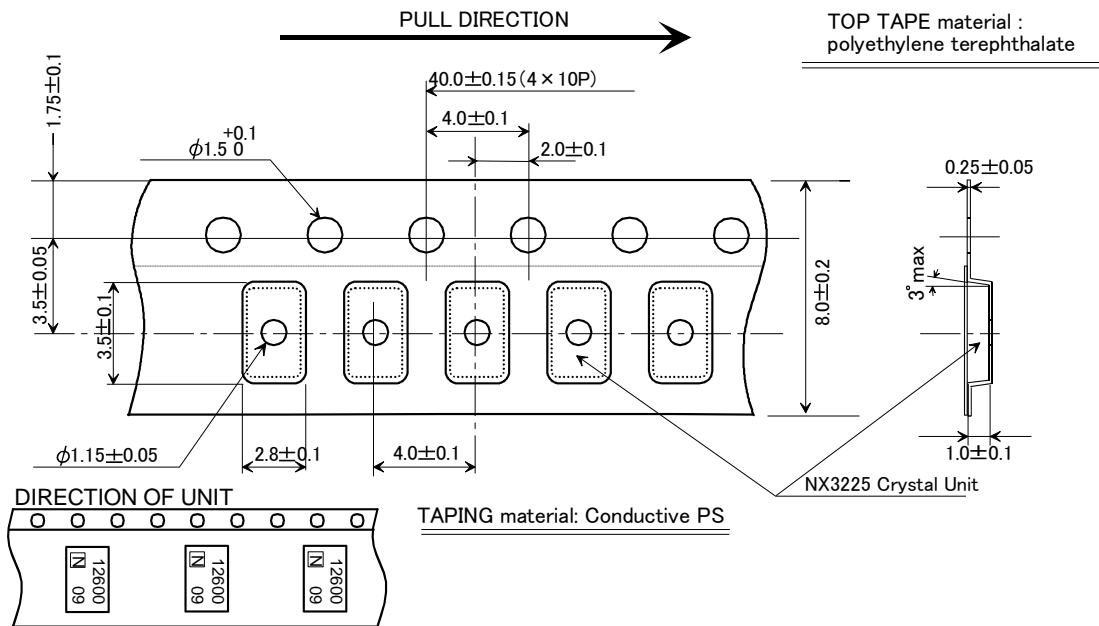 PULL DIRECTION
TOP TAPE material :
polyethylene terephthalate
1.75±0.1
40.0±0.15(4×10P)
4.0±0.1
+0.1
φ1.5 0
2.0±0.1
0.25±0.05
3.5±0.05
3.5±0.1
8.0±0.2
3°max
φ1.15±0.05
2.8±0.1
4.0±0.1
1.0±0.1
NX3225 Crystal Unit
DIRECTION OF UNIT
TAPING material: Conductive PS
12600
N 09
12600
N 09
12600
N 09